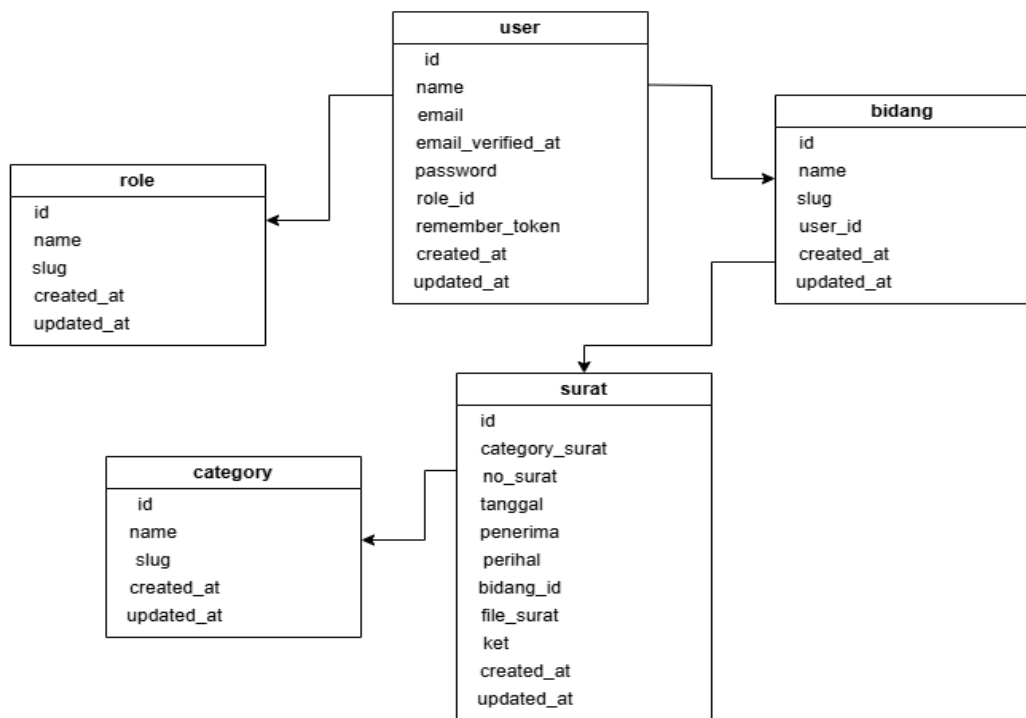 user
id
name
email
email_verified_at
password
role_id
remember_token
created_at
updated_at
bidang
id
name
slug
user_id
created_at
updated_at
role
id
name
slug
created_at
updated_at
surat
id
category_surat
no_surat
tanggal
penerima
perihal
bidang_id
file_surat
ket
created_at
updated_at
category
id
name
slug
created_at
updated_at